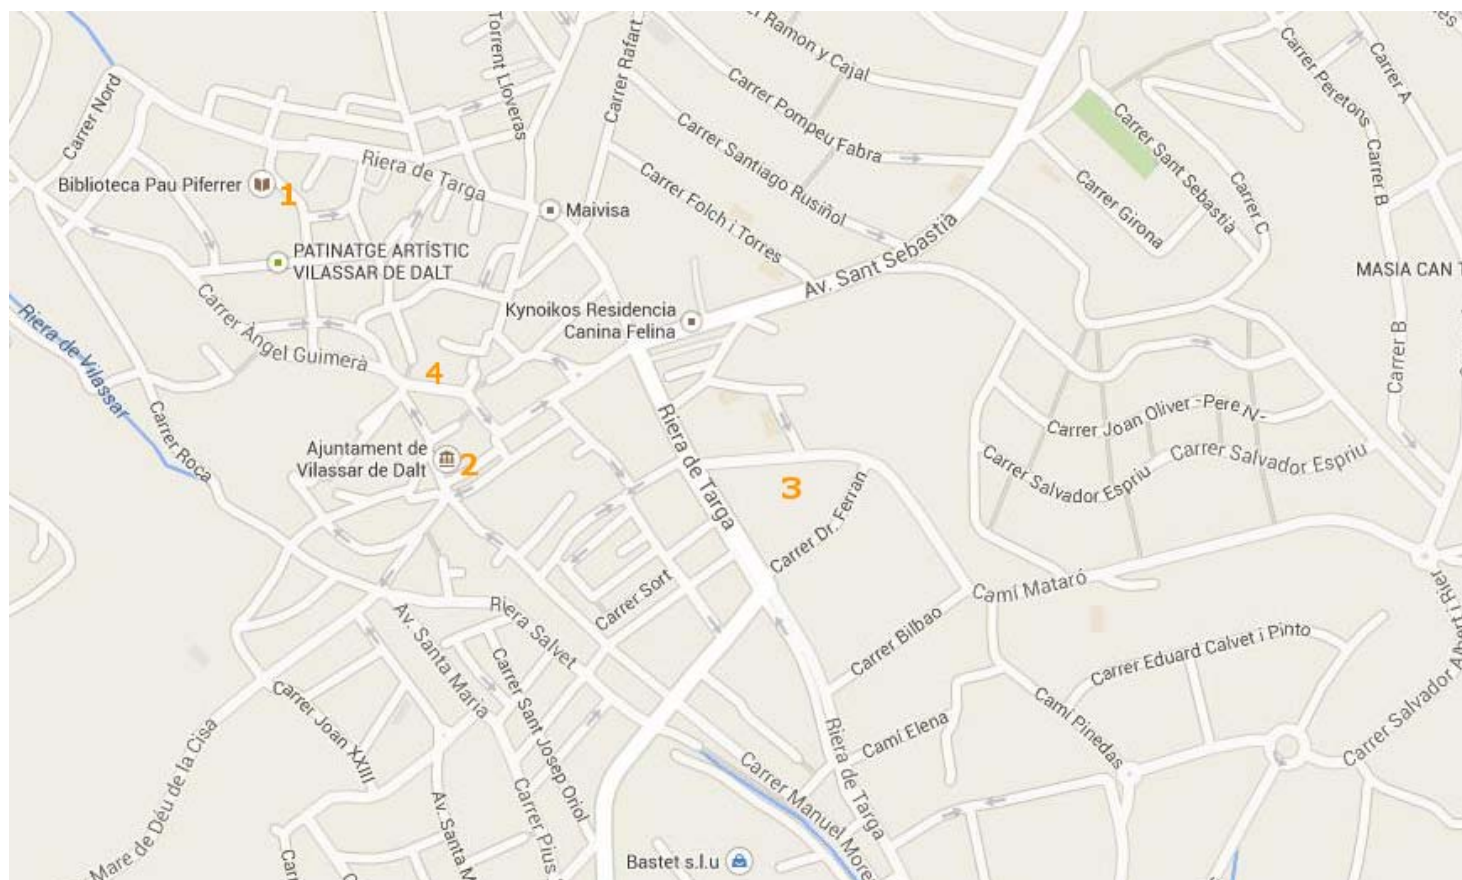 Torrent Lloveras
Carrer Rafart
Carrer Ramon y Cajal
Carrer Pompeu Fabra
Carrer Santiago Rusiñol
Carrer Folch i Torres
Carrer Peretons
Carrer A
Carrer Nord
Riera de Targa
Biblioteca Pau Piferrer
1
Maivisa
Carrer Sant Sebastià
Carrer Girona
Carrer C
Carrer B
PATINATGE ARTÍSTIC
VILASSAR DE DALT
Av. Sant Sebastià
MASIA CAN T
Kynoikos Residencia
Canina Felina
Riera de Vilassar
Carrer Àngel Guimerà
4
Carrer B
Carrer Roca
Ajuntament de
Vilassar de Dalt
2
Riera de Targa
3
Carrer Joan Oliver -Pere IV-
Carrer Salvador Espriu
Carrer Salvador Espriu
Carrer Dr. Ferran
Carrer Sort
Camí Mataró
Carrer Bilbao
Av. Santa Maria
Riera Salvet
Carrer Eduard Calvet i Pinto
Carrer Joan XXIII
Carrer Sant Josep Oriol
Camí Elena
Camí Pinedas
Carrer Salvador
Riera de Targa
Mare de Déu de la Cisa
Av. Santa M
Carrer Pius
Carrer Manuel More
Carr
Bastet s.l.u